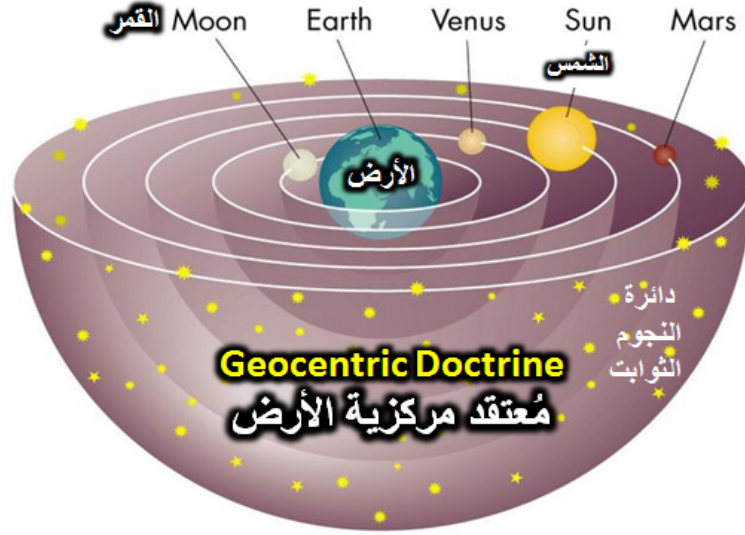 القمر Moon Earth Venus Sun Mars
الشمس
الأرض
دائرة
النجوم
الثوابت
Geocentric Doctrine
مُعتقد مركزية الأرض